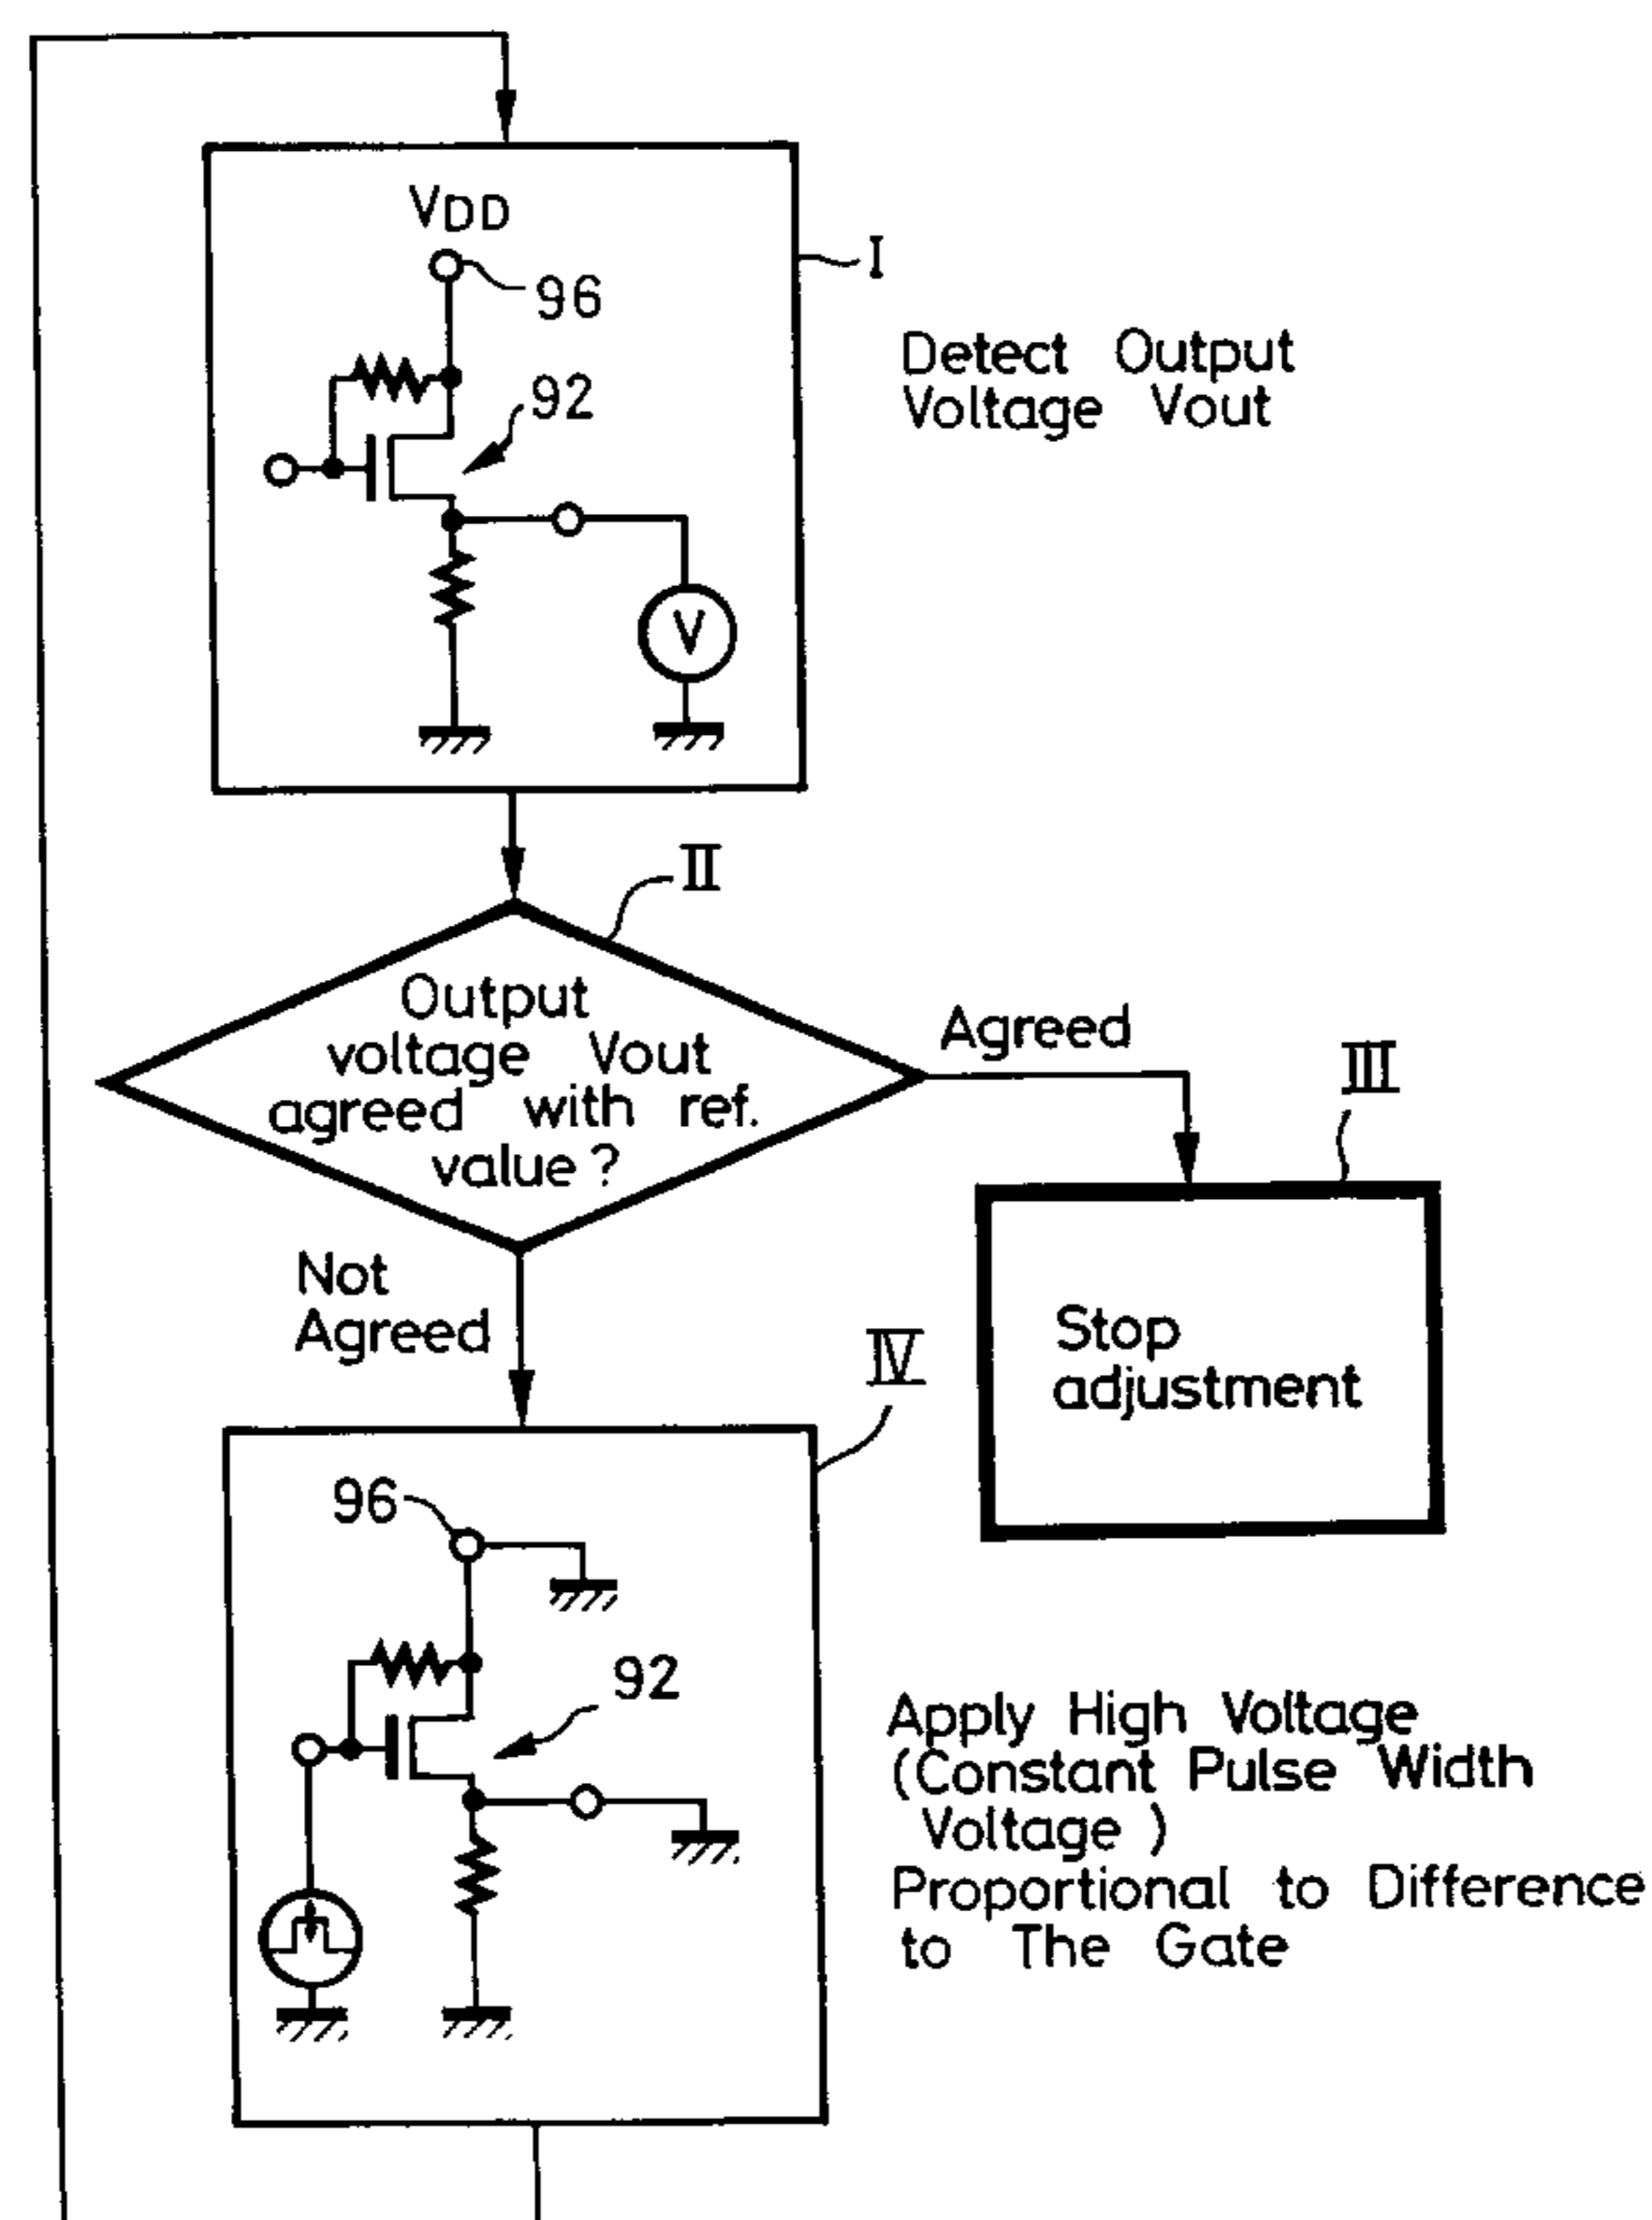 VDD
I
96
Detect Output
Voltage Vout
92
V
II
Output
voltage Vout
agreed with ref.
value?
Agreed
III
Not
Agreed
Stop
adjustment
IV
96
92
Apply High Voltage
(Constant Pulse Width
Voltage)
Proportional to Difference
to The Gate